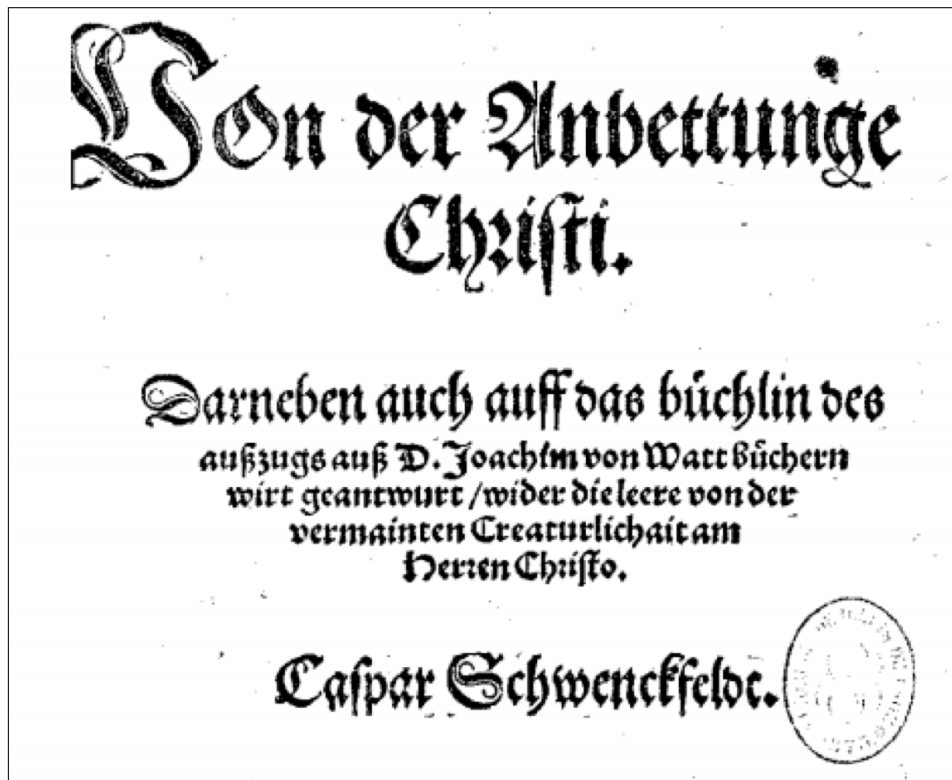 VOn der Anbettunge
Christi.
Darneben auch auff das büchlin des
außzugs auß D. Joachim von Watt Büchern
wirt geantwurt / wider die leere von der
vermainten Creaturlichait am
Herren Christo.
Caspar Schwenckfeldt.